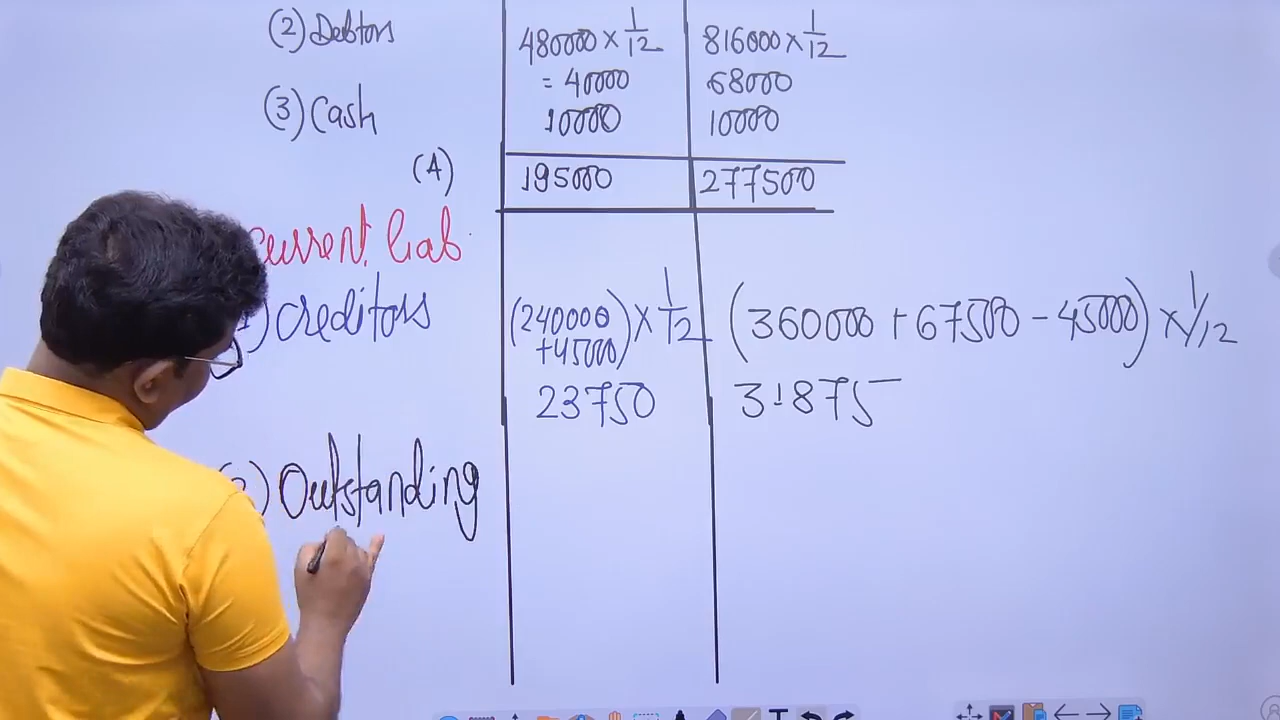 (2) Debtors 480000 × 1/12 816000 × 1/12
= 40000 68000
(3) Cash 10000 10000
(A) 195000 277500
Current liab.
) Creditors (240000 +45000) × 1/12 (360000 + 67500 - 45000) × 1/12
23750 31875
) Outstanding